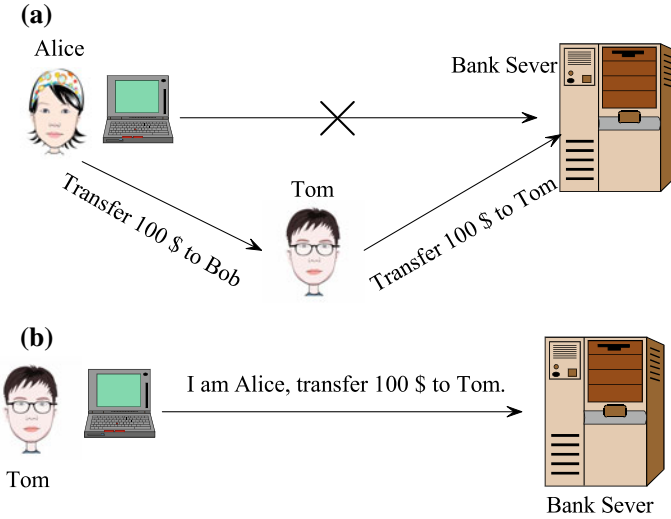 (a)
Alice
Bank Sever
Tom
Transfer 100 $ to Bob
Transfer 100 $ to Tom
(b)
I am Alice, transfer 100 $ to Tom.
Tom
Bank Sever